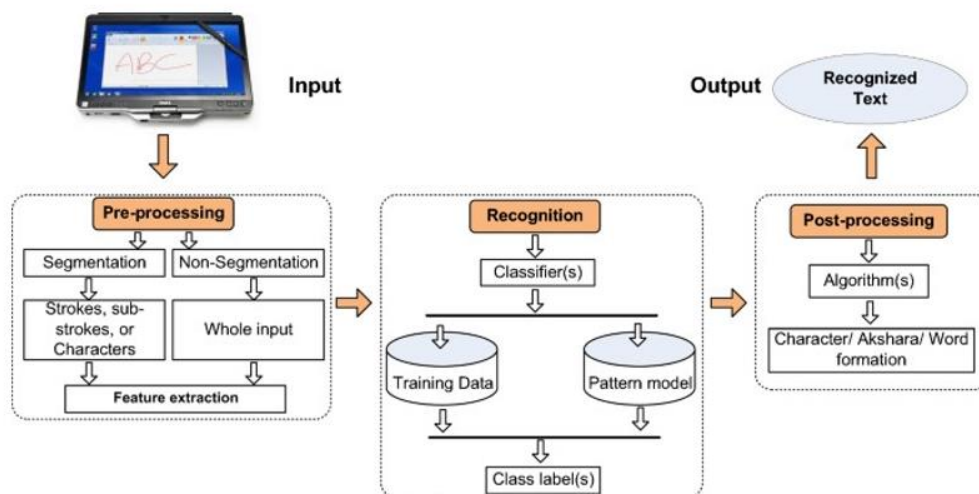 ABC
Input
Output
Recognized
Text
Pre-processing
Segmentation
Non-Segmentation
Strokes, sub-
strokes, or
Characters
Whole input
Feature extraction
Recognition
Classifier(s)
Training Data
Pattern model
Class label(s)
Post-processing
Algorithm(s)
Character/ Akshara/ Word
formation